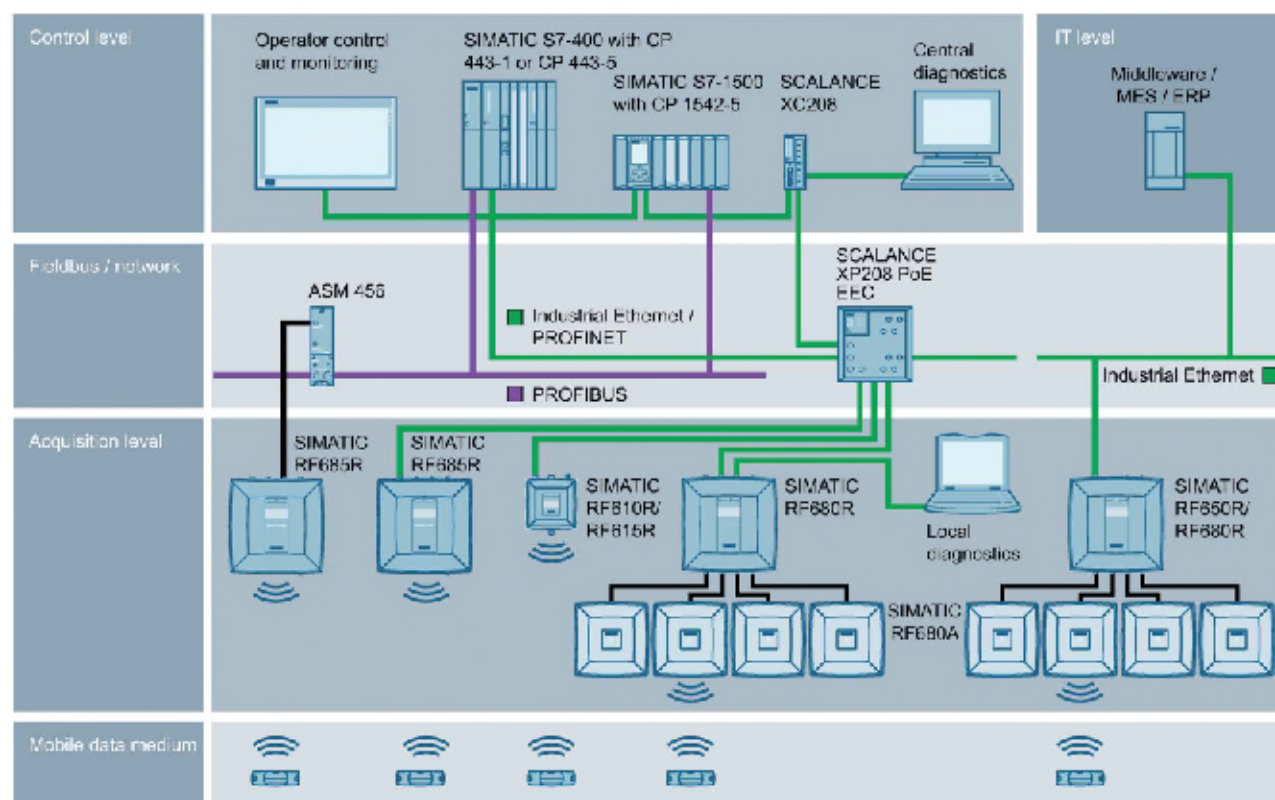 Control level
Operator control
and monitoring
SIMATIC S7-400 with CP
443-1 or CP 443-5
SIMATIC S7-1500
with CP 1542-5
SCALANCE
XC208
Central
diagnostics
IT level
Middleware /
MES / ERP
Fieldbus / network
ASM 456
Industrial Ethernet /
PROFINET
PROFIBUS
SCALANCE
XP208 PoE
EEC
Industrial Ethernet
Acquisition level
SIMATIC
RF685R
SIMATIC
RF685R
SIMATIC
RF610R/
RF615R
SIMATIC
RF680R
Local
diagnostics
SIMATIC
RF650R/
RF680R
SIMATIC
RF680A
Mobile data medium